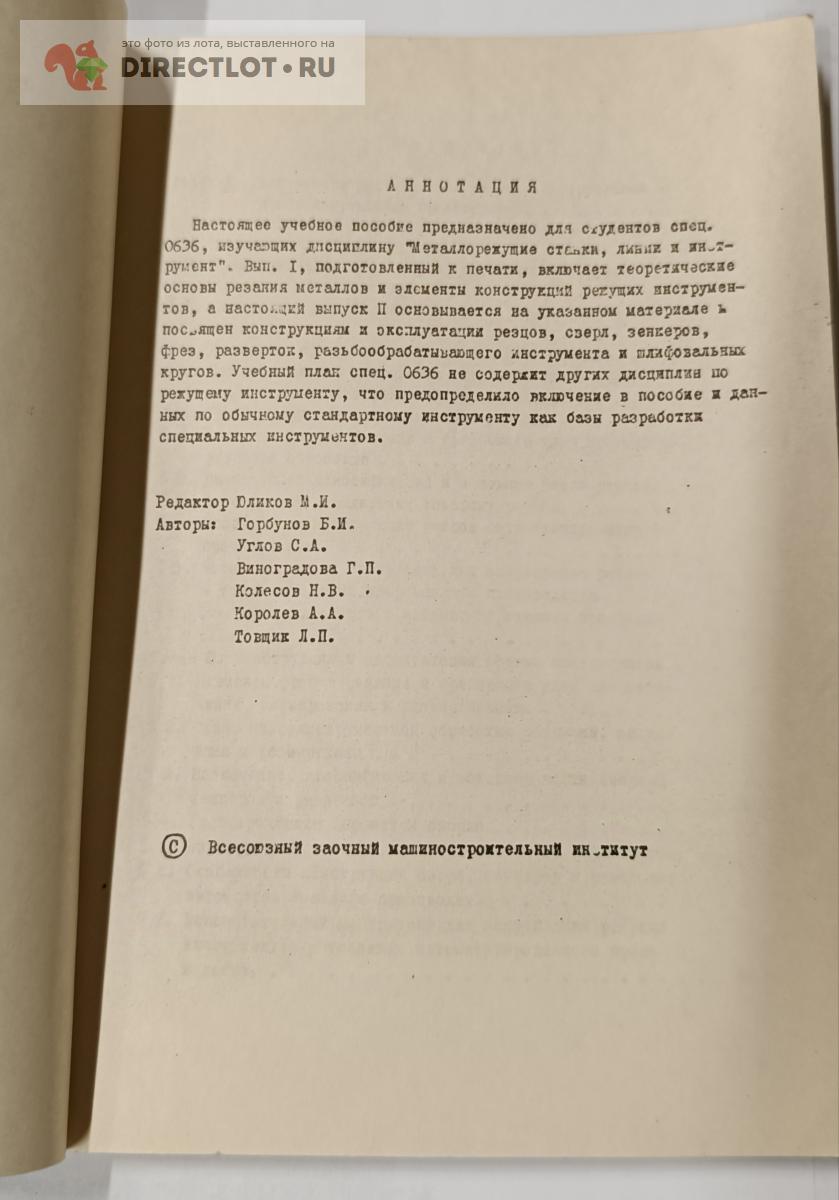 это фото из лота, выставленного на
DIRECTLOT•RU
АННОТАЦИЯ
Настоящее учебное пособие предназначено для студентов спец.
0636, изучающих дисциплину "Металлорежущие станки, линии и инст-
румент". Вып. I, подготовленный к печати, включает теоретические
основы резания металлов и элементы конструкций режущих инструмен-
тов, а настоящий выпуск II основывается на указанном материале и
посвящен конструкциям и эксплуатации резцов, сверл, зенкеров,
фрез, разверток, резьбообрабатывающего инструмента и шлифовальных
кругов. Учебный план спец. 0636 не содержит других дисциплин по
режущему инструменту, что предопределило включение в пособие и дан-
ных по обычному стандартному инструменту как базы разработки
специальных инструментов.
Редактор Юликов М.И.
Авторы: Горбунов Б.И.
Углов С.А.
Виноградова Г.П.
Колесов Н.В.
Королев А.А.
Товщик Л.П.
© Всесоюзный заочный машиностроительный институт